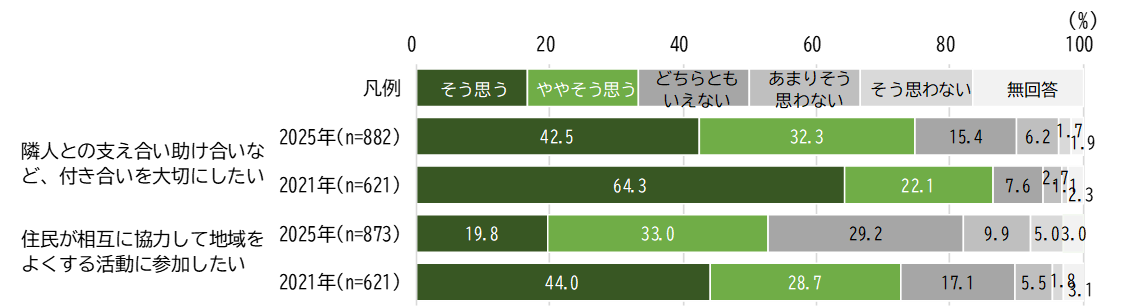 (%)
0 20 40 60 80 100
凡例 そう思う ややそう思う どちらとも あまりそう そう思わない 無回答
いえない 思わない
2025年(n=882) 42.5 32.3 15.4 6.2 1.7 1.9
隣人との支え合い助け合いな
ど、付き合いを大切にしたい
2021年(n=621) 64.3 22.1 7.6 2.7 1.1 2.3
2025年(n=873) 19.8 33.0 29.2 9.9 5.0 3.0
住民が相互に協力して地域を
よくする活動に参加したい
2021年(n=621) 44.0 28.7 17.1 5.5 1.8 3.1